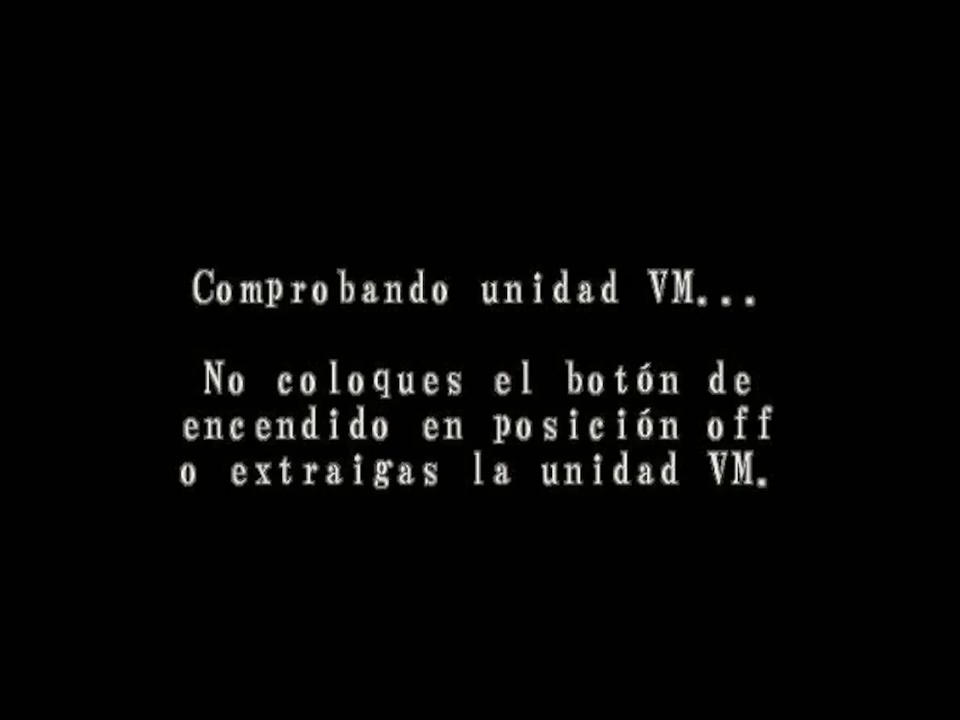 Comprobando unidad VM...
No coloques el botón de
encendido en posición off
o extraigas la unidad VM.